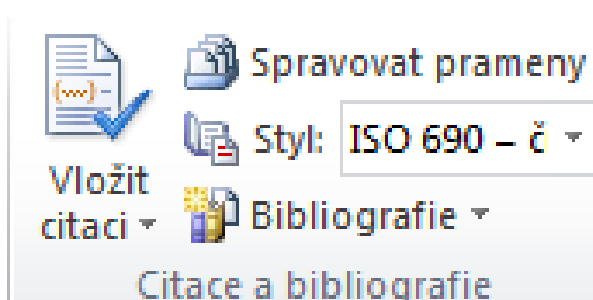 Spravovat prameny
Styl: ISO 690 – č
Vložit
citaci
Bibliografie
Citace a bibliografie